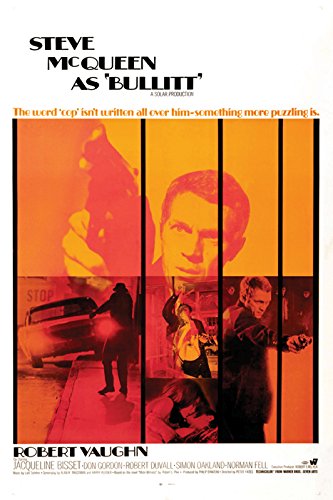 STEVE
McQUEEN
AS 'BULLITT'
A SOLAR PRODUCTION
The word 'cop' isn't written all over him–something more puzzling is.
STOP
ROBERT VAUGHN
JACQUELINE BISSET · DON GORDON · ROBERT DUVALL · SIMON OAKLAND · NORMAN FELL
TECHNICOLOR® FROM WARNER BROS.-SEVEN ARTS